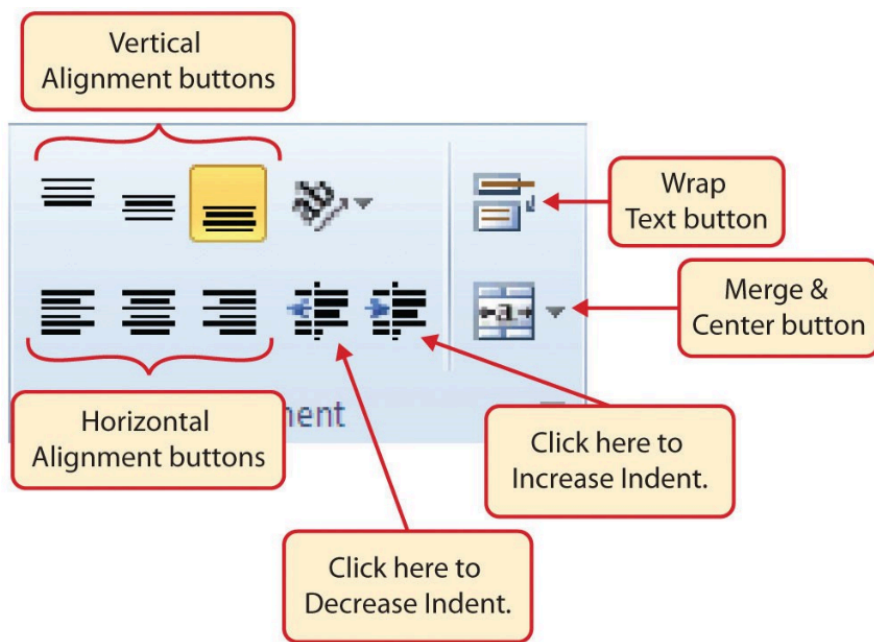 Vertical
Alignment buttons
Wrap
Text button
Merge &
Center button
a
Horizontal
Alignment buttons
Click here to
Increase Indent.
Click here to
Decrease Indent.